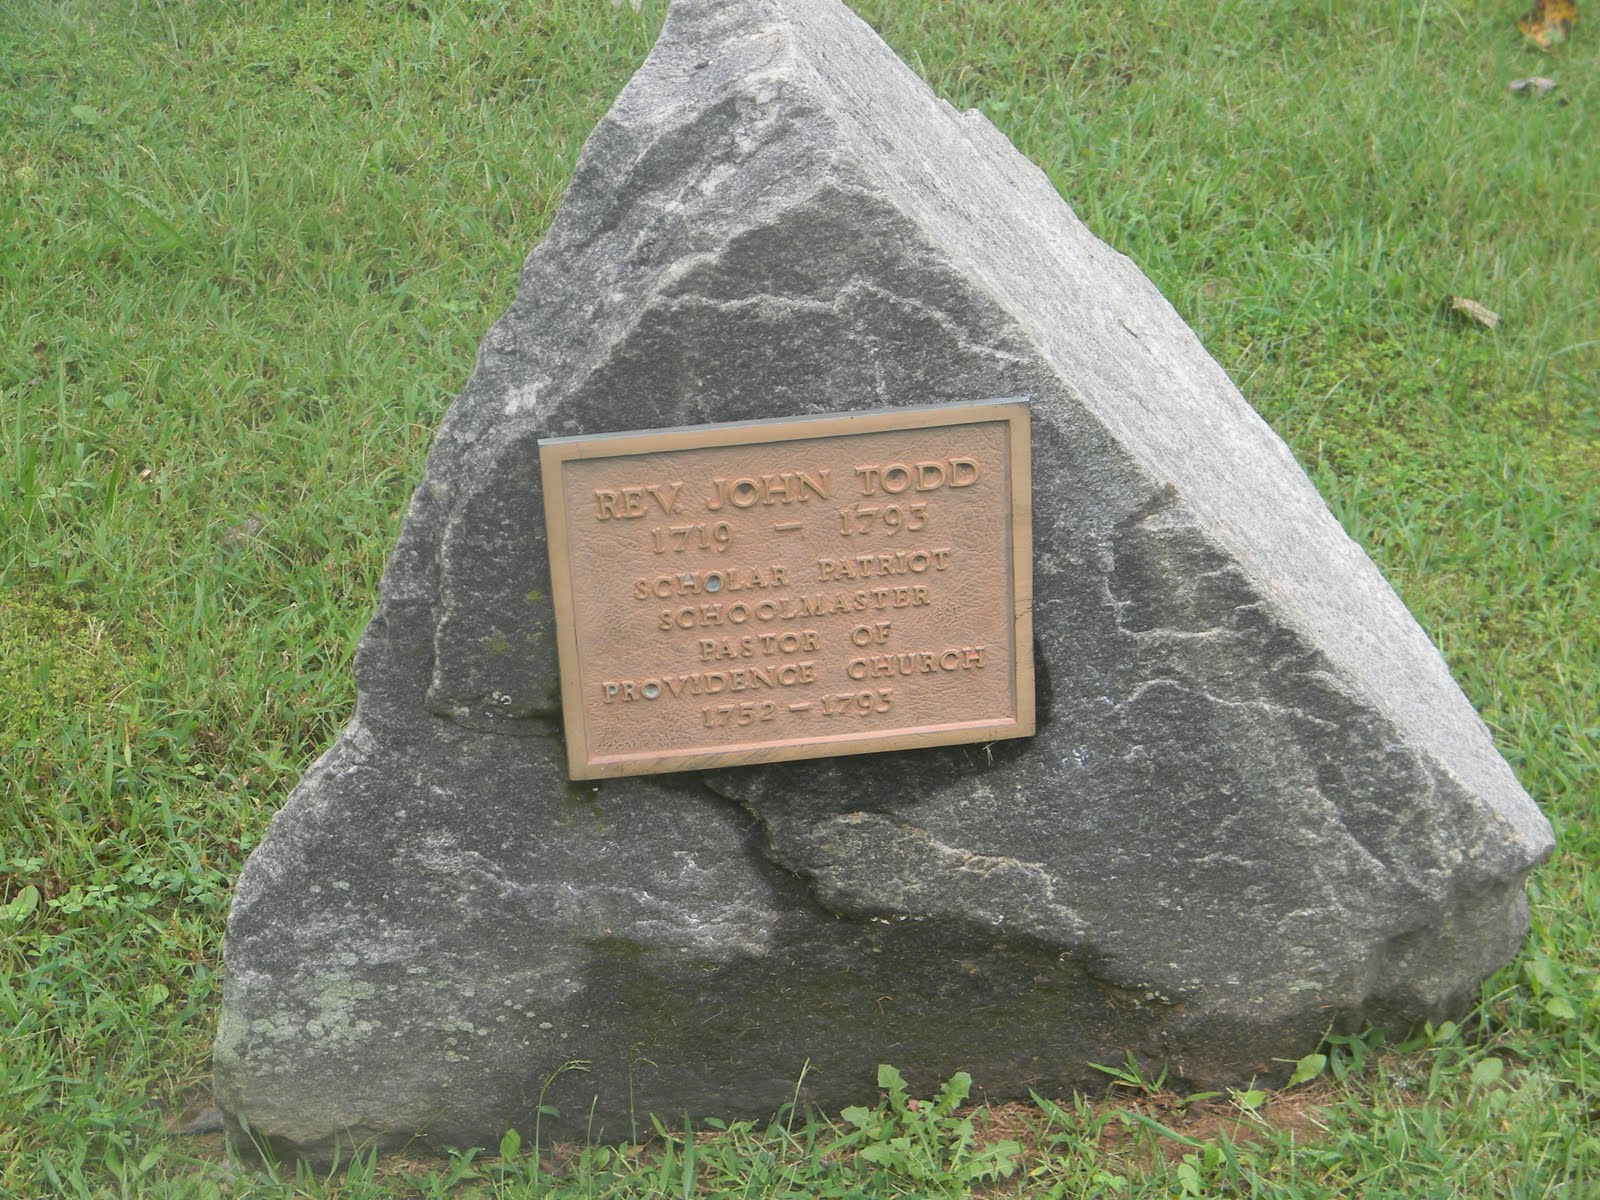 REV. JOHN TODD
1719 – 1793
SCHOLAR PATRIOT
SCHOOLMASTER
PASTOR OF
PROVIDENCE CHURCH
1752 – 1793